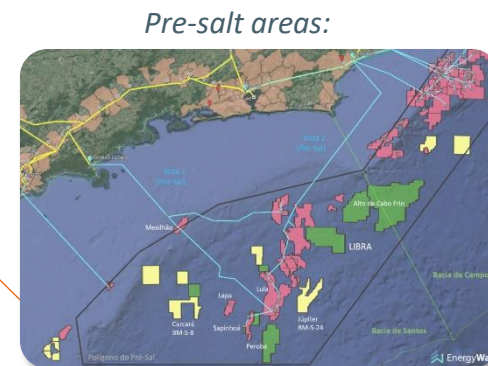 Pre-salt areas:
Rota 2
(Pré-Sal)
Rota 1
(Pré-Sal)
Mexilhão
Alto de Cabo Frio
LIBRA
Bacia de Campo
Lula
Lapa
Carcará
BM-S-8
Sapinhoá
Júpiter
BM-S-24
Bacia de Santos
Peroba
Polígono do Pré-Sal
EnergyWa